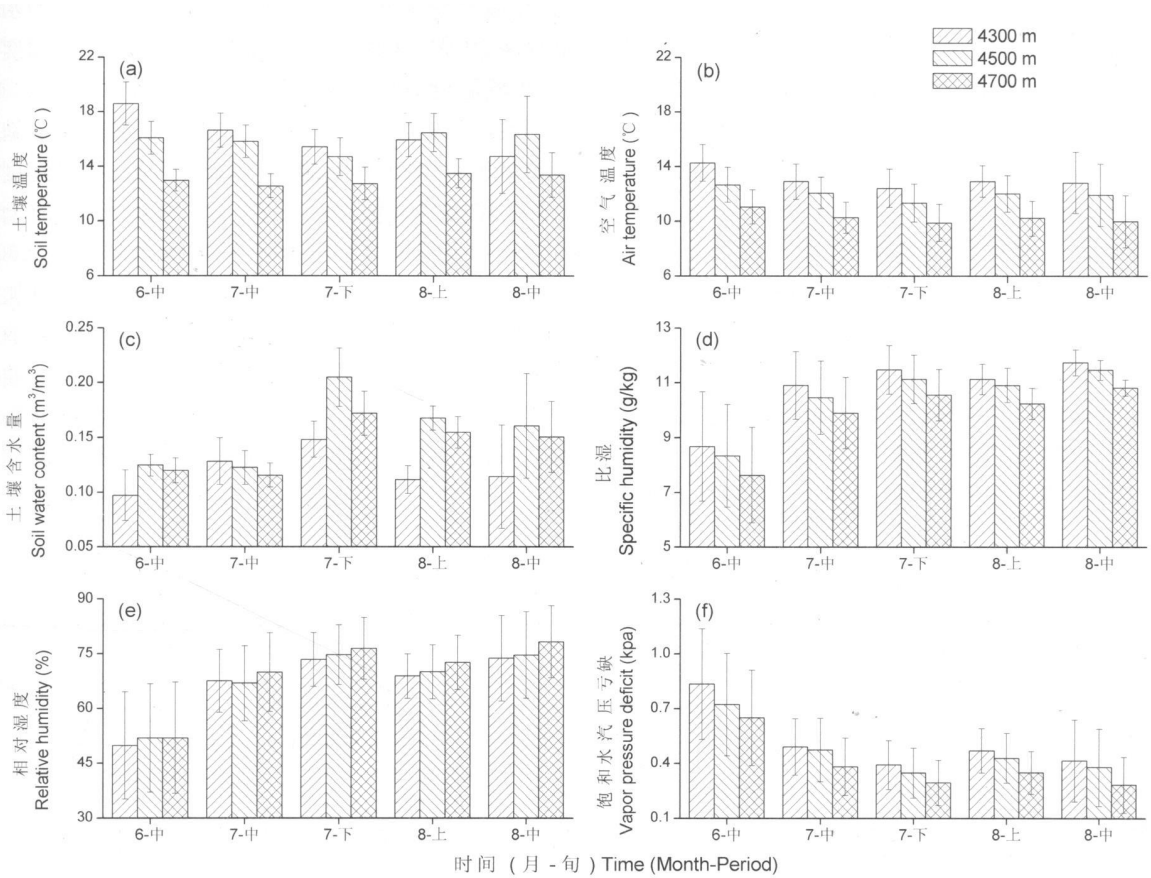 4300 m
4500 m
4700 m
(a)
土壤温度
Soil temperature (℃)
22
18
14
10
6
6-中
7-中
7-下
8-上
8-中
(b)
空气温度
Air temperature (℃)
22
18
14
10
6
6-中
7-中
7-下
8-上
8-中
(c)
土壤含水量
Soil water content (m³/m³)
0.25
0.20
0.15
0.10
0.05
6-中
7-中
7-下
8-上
8-中
(d)
比湿
Specific humidity (g/kg)
13
11
9
7
5
6-中
7-中
7-下
8-上
8-中
(e)
相对湿度
Relative humidity (%)
90
75
60
45
30
6-中
7-中
7-下
8-上
8-中
(f)
饱和水汽压亏缺
Vapor pressure deficit (kpa)
1.3
1.0
0.7
0.4
0.1
6-中
7-中
7-下
8-上
8-中
时间 (月-旬) Time (Month-Period)